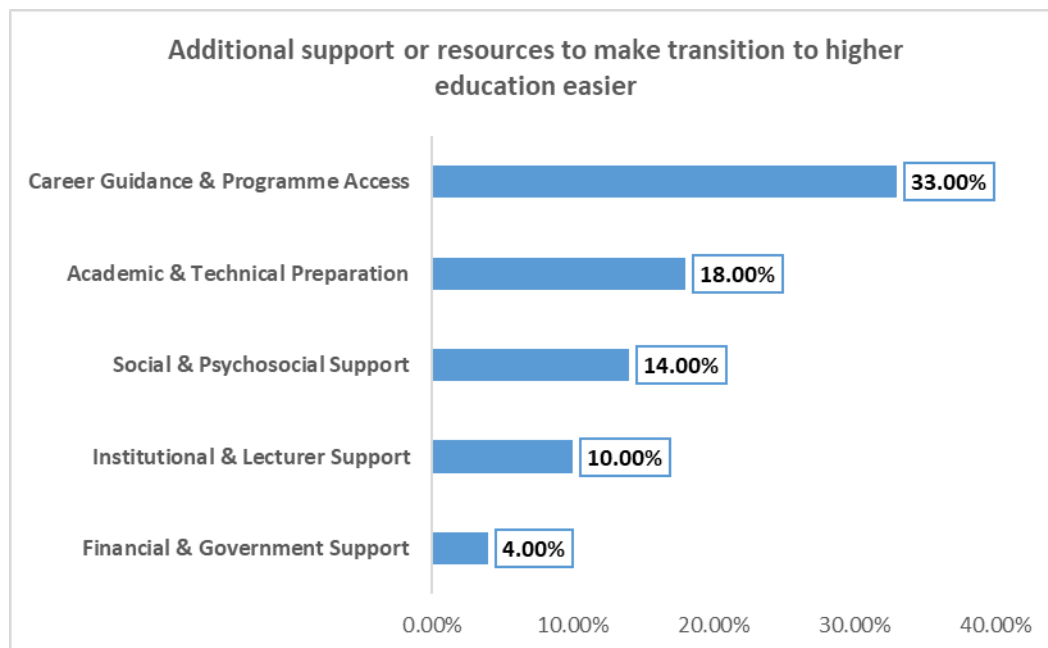 Additional support or resources to make transition to higher
education easier
Career Guidance & Programme Access
33.00%
Academic & Technical Preparation
18.00%
Social & Psychosocial Support
14.00%
Institutional & Lecturer Support
10.00%
Financial & Government Support
4.00%
0.00% 10.00% 20.00% 30.00% 40.00%